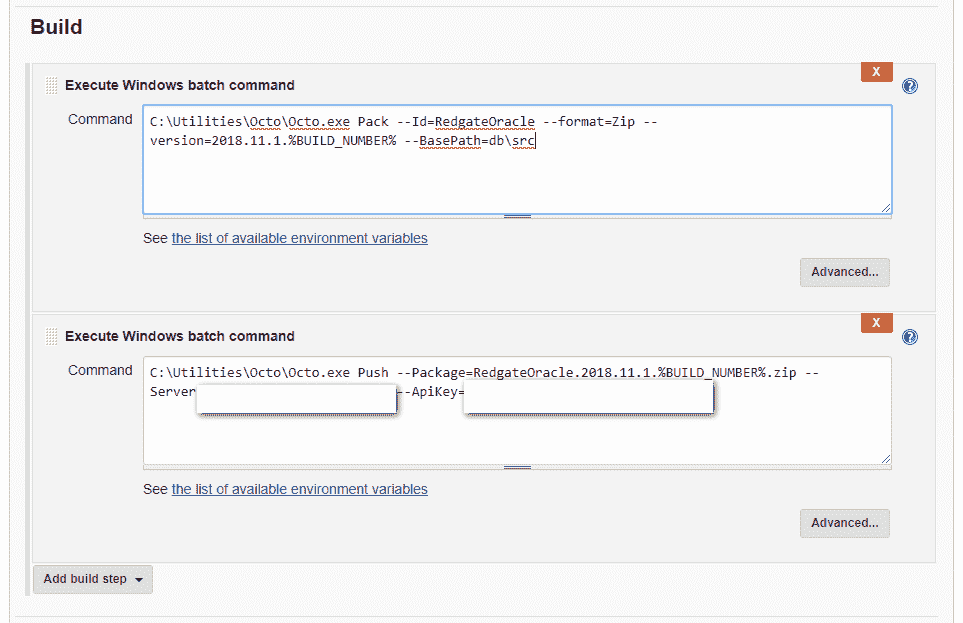 Build
X
Execute Windows batch command
?
Command
C:\Utilities\Octo\Octo.exe Pack --Id=RedgateOracle --format=Zip --
version=2018.11.1.%BUILD_NUMBER% --BasePath=db\src
See the list of available environment variables
Advanced...
X
Execute Windows batch command
?
Command
C:\Utilities\Octo\Octo.exe Push --Package=RedgateOracle.2018.11.1.%BUILD_NUMBER%.zip --
Server --ApiKey=
See the list of available environment variables
Advanced...
Add build step